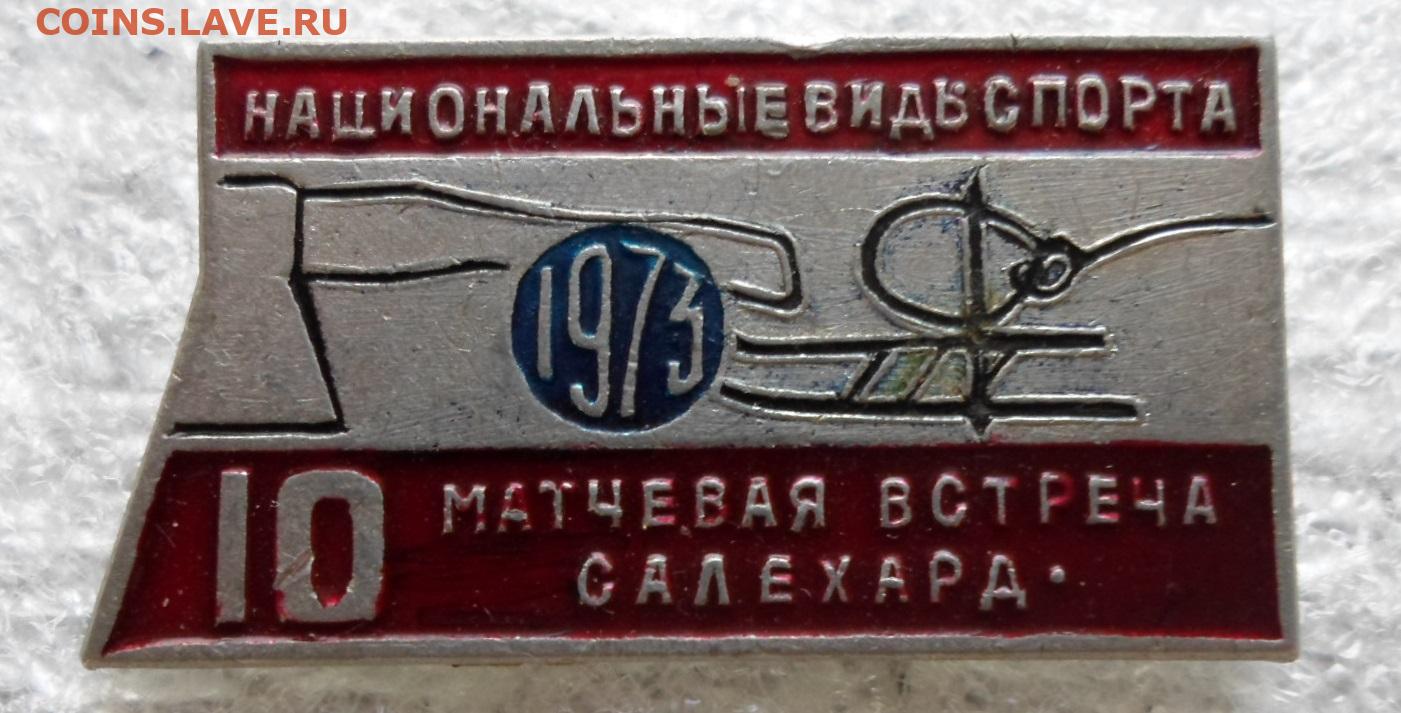 COINS.LAVE.RU
НАЦИОНАЛЬНЫЕ ВИДЫ СПОРТА
1973
10 МАТЧЕВАЯ ВСТРЕЧА
САЛЕХАРД